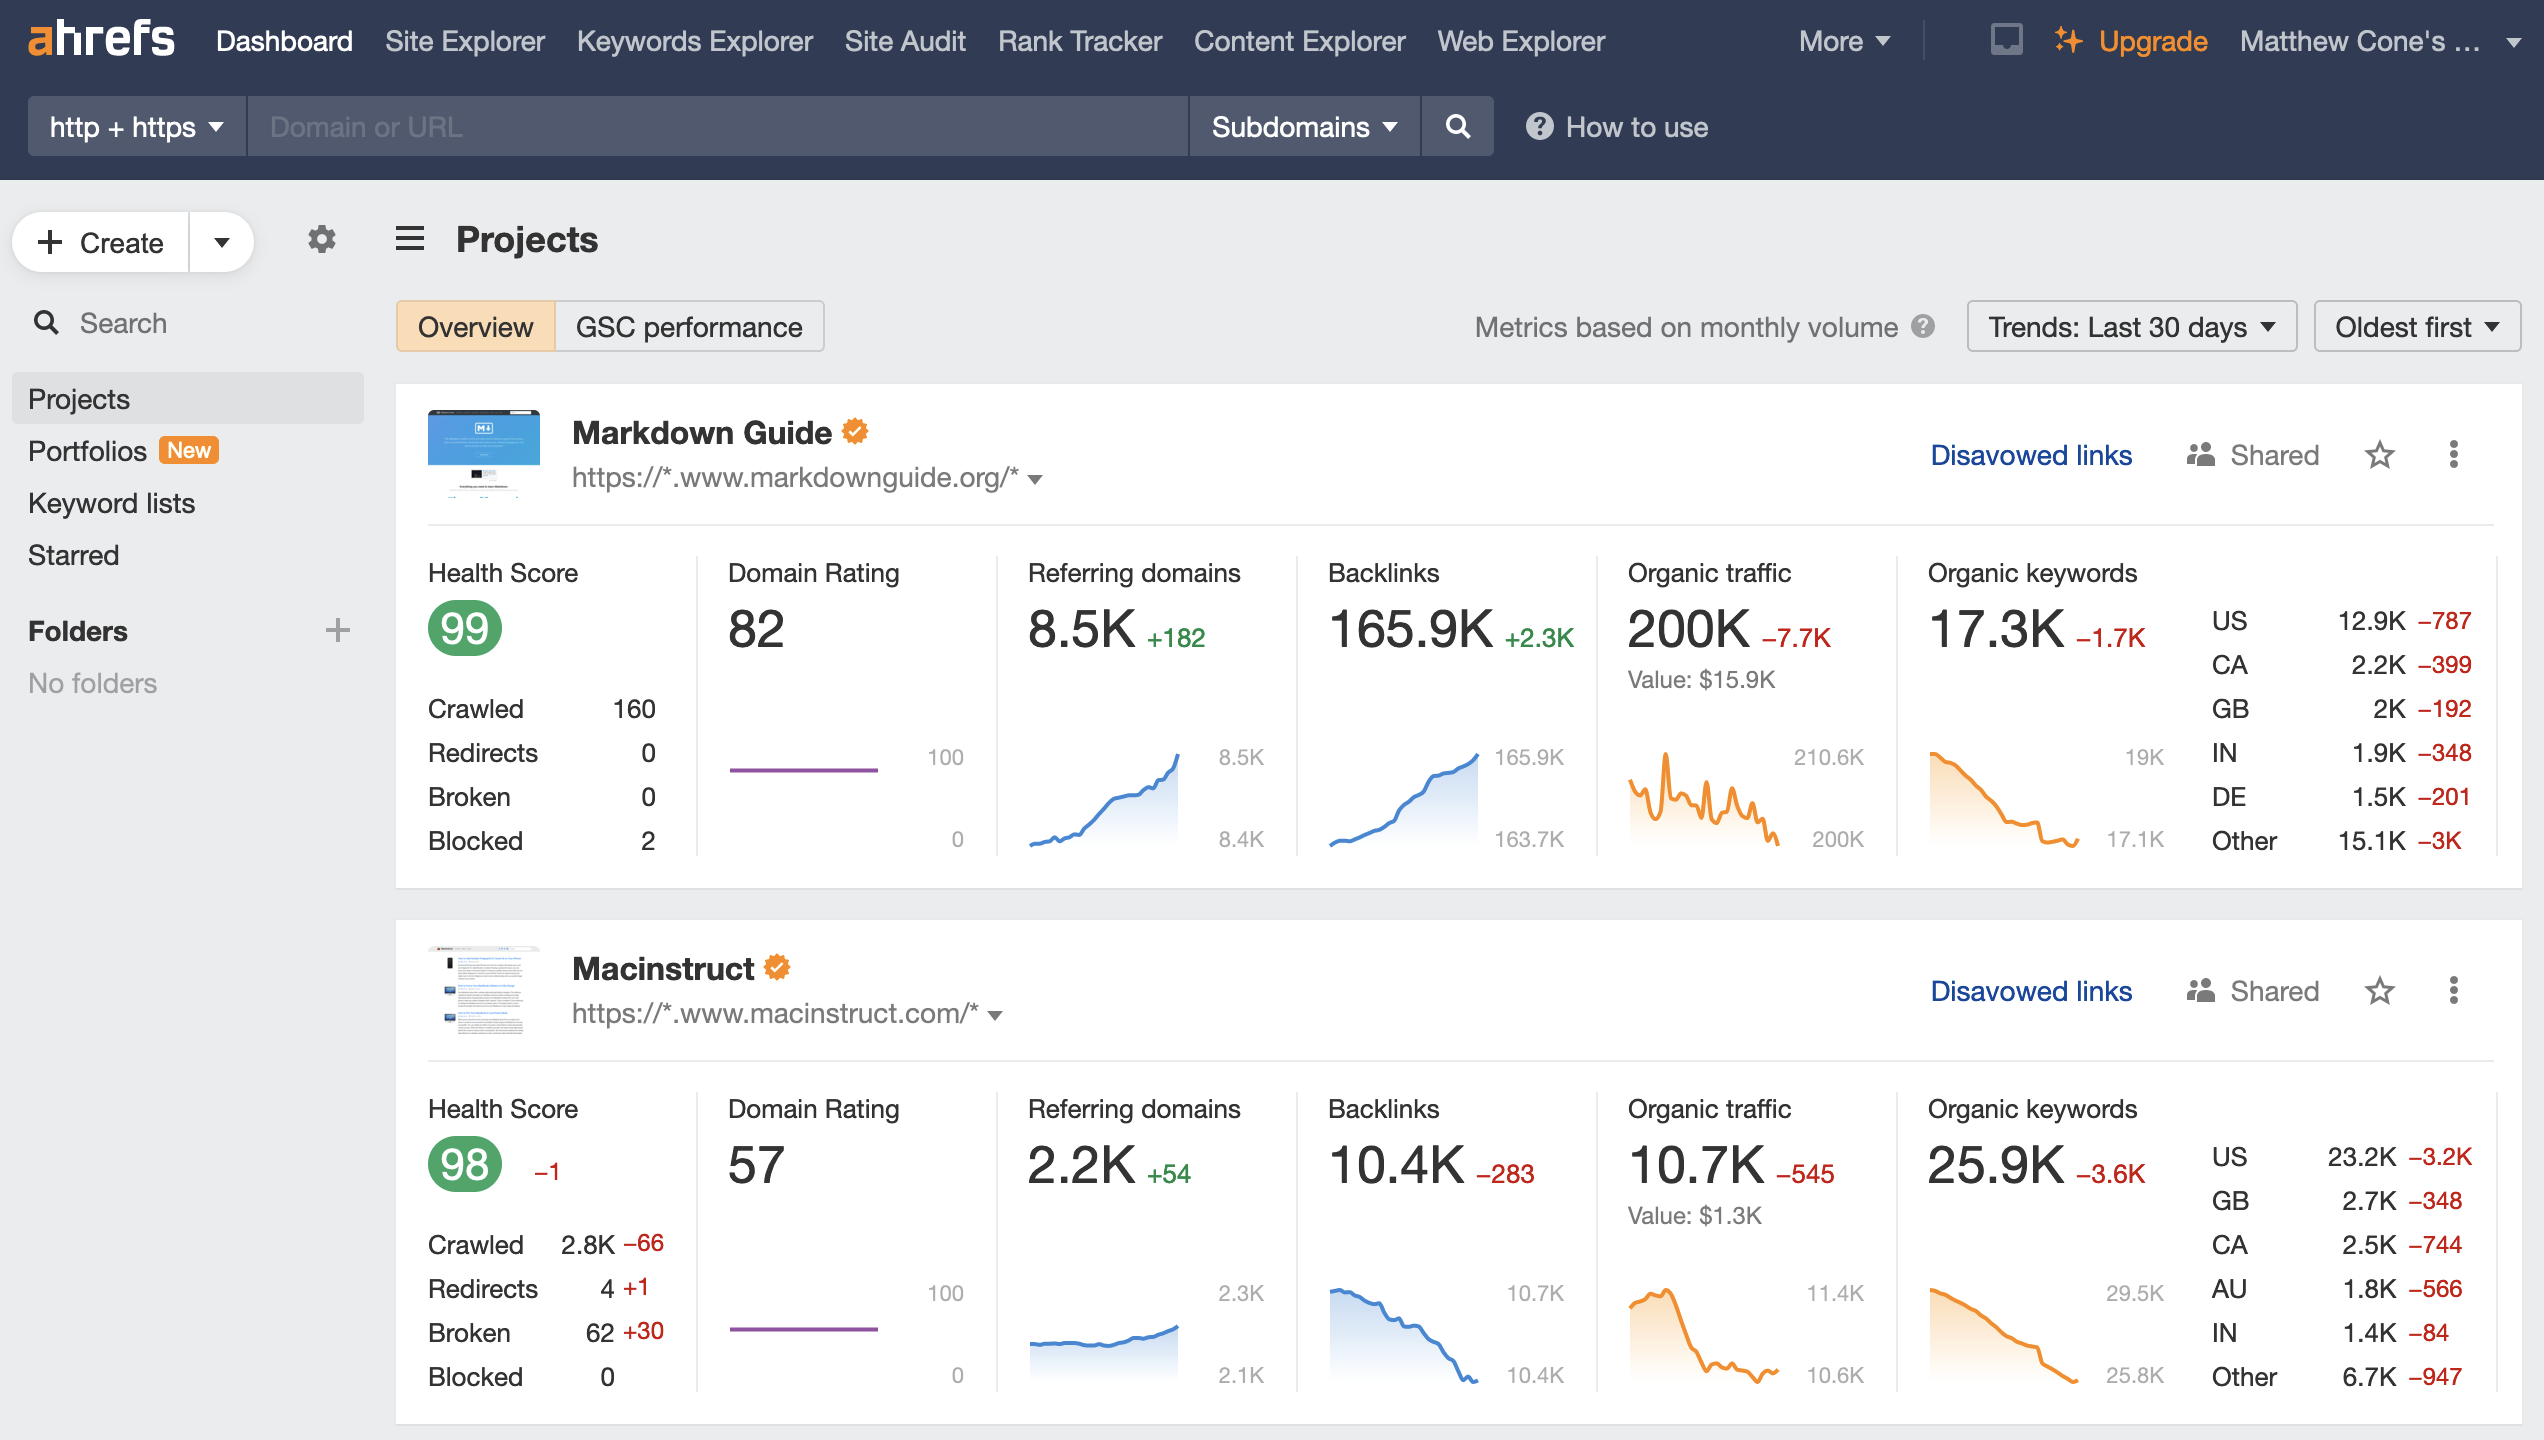 ahrefs Dashboard Site Explorer Keywords Explorer Site Audit Rank Tracker Content Explorer Web Explorer More Upgrade Matthew Cone's ...
http + https Domain or URL Subdomains How to use
Create
Search
Projects
Portfolios New
Keyword lists
Starred
Folders
No folders
Projects
Overview GSC performance Metrics based on monthly volume Trends: Last 30 days Oldest first
Markdown Guide
https://*.www.markdownguide.org/*
Disavowed links Shared
Health Score
99
Crawled 160
Redirects 0
Broken 0
Blocked 2
Domain Rating
82
100
0
Referring domains
8.5K +182
8.5K
8.4K
Backlinks
165.9K +2.3K
165.9K
163.7K
Organic traffic
200K −7.7K
Value: $15.9K
210.6K
200K
Organic keywords
17.3K −1.7K
19K
17.1K
US 12.9K −787
CA 2.2K −399
GB 2K −192
IN 1.9K −348
DE 1.5K −201
Other 15.1K −3K
Macinstruct
https://*.www.macinstruct.com/*
Disavowed links Shared
Health Score
98 −1
Crawled 2.8K −66
Redirects 4 +1
Broken 62 +30
Blocked 0
Domain Rating
57
100
0
Referring domains
2.2K +54
2.3K
2.1K
Backlinks
10.4K −283
10.7K
10.4K
Organic traffic
10.7K −545
Value: $1.3K
11.4K
10.6K
Organic keywords
25.9K −3.6K
29.5K
25.8K
US 23.2K −3.2K
GB 2.7K −348
CA 2.5K −744
AU 1.8K −566
IN 1.4K −84
Other 6.7K −947